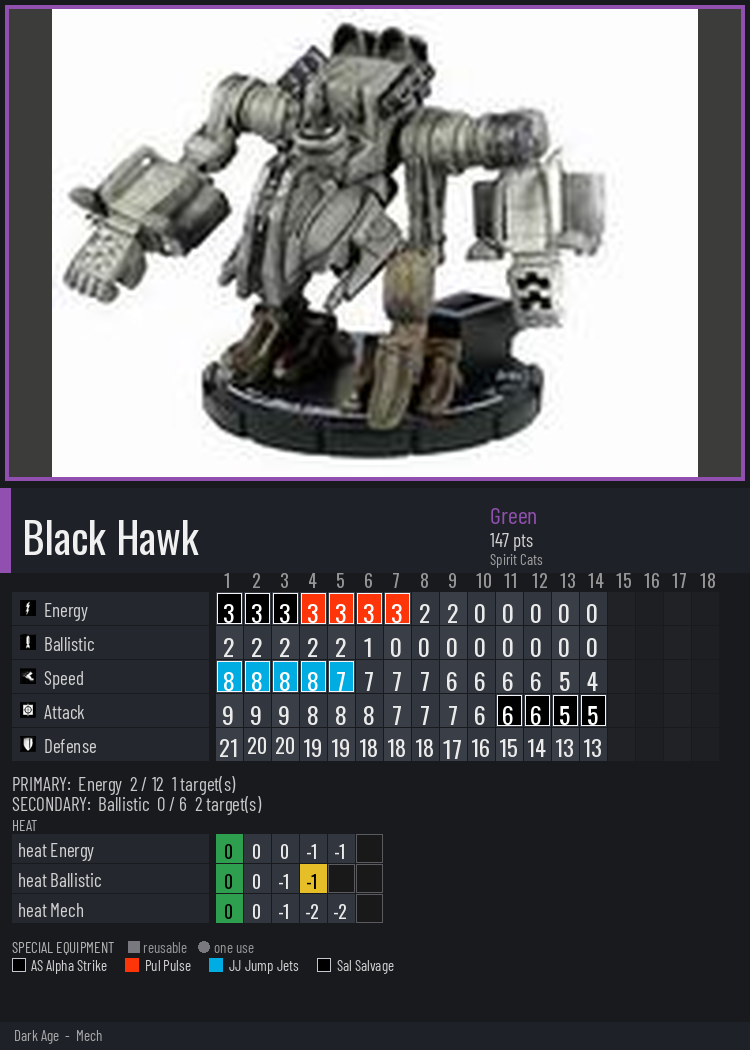 Black Hawk
Green
147 pts
Spirit Cats
1 2 3 4 5 6 7 8 9 10 11 12 13 14 15 16 17 18
Energy 3 3 3 3 3 3 3 2 2 0 0 0 0 0
Ballistic 2 2 2 2 2 1 0 0 0 0 0 0 0 0
Speed 8 8 8 8 7 7 7 7 6 6 6 6 5 4
Attack 9 9 9 8 8 8 7 7 7 6 6 6 5 5
Defense 21 20 20 19 19 18 18 18 17 16 15 14 13 13
PRIMARY: Energy 2 / 12 1 target(s)
SECONDARY: Ballistic 0 / 6 2 target(s)
HEAT
heat Energy 0 0 0 -1 -1
heat Ballistic 0 0 -1 -1
heat Mech 0 0 -1 -2 -2
SPECIAL EQUIPMENT reusable one use
AS Alpha Strike Pul Pulse JJ Jump Jets Sal Salvage
Dark Age - Mech